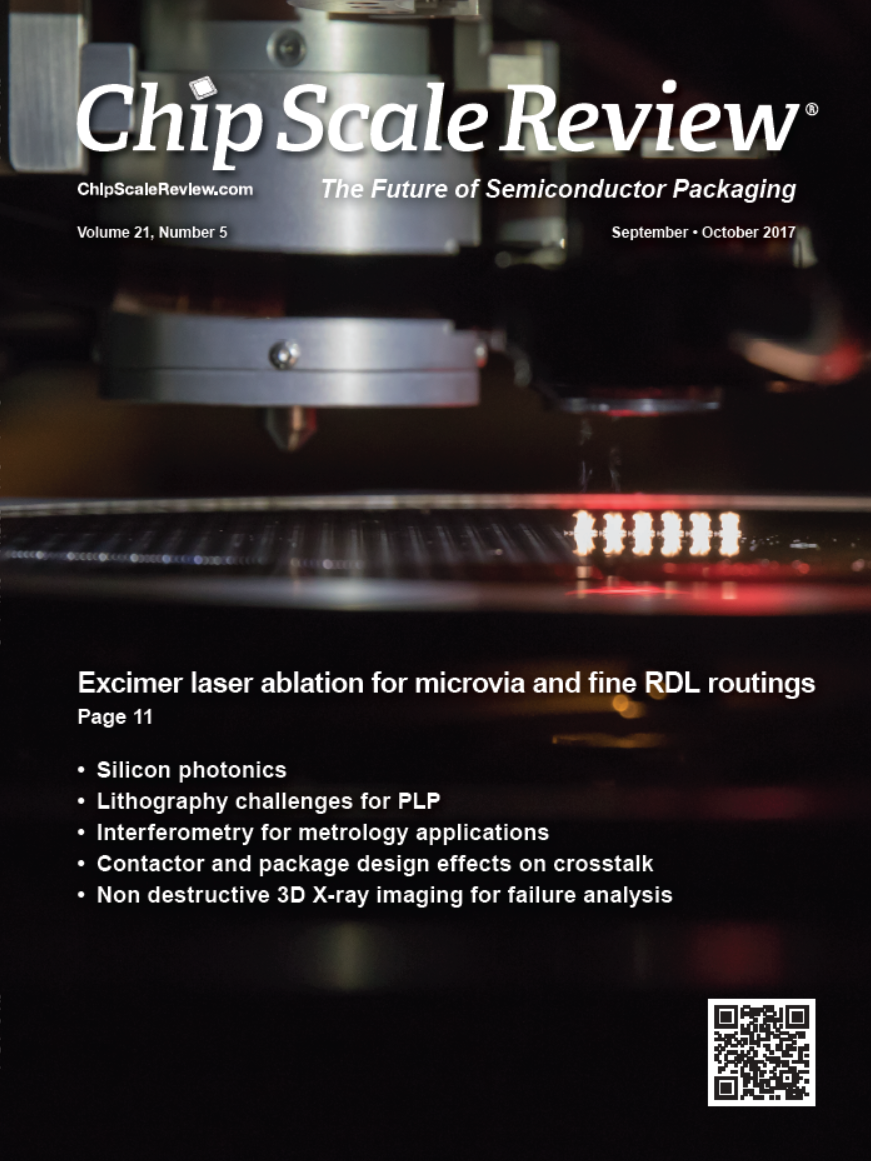 Chip Scale Review®
ChipScaleReview.com
The Future of Semiconductor Packaging
Volume 21, Number 5
September • October 2017
Excimer laser ablation for microvia and fine RDL routings
Page 11
• Silicon photonics
• Lithography challenges for PLP
• Interferometry for metrology applications
• Contactor and package design effects on crosstalk
• Non destructive 3D X-ray imaging for failure analysis